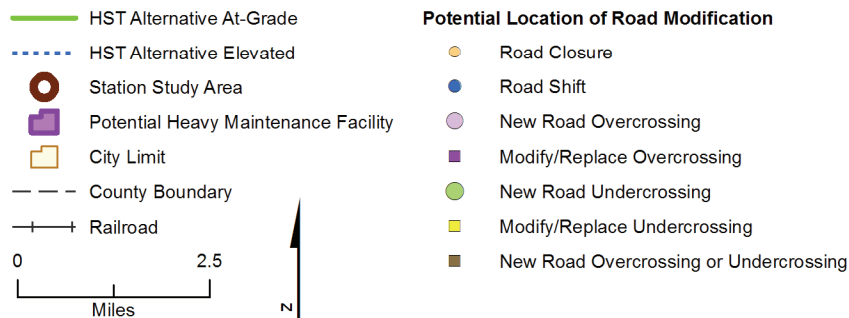 HST Alternative At-Grade
HST Alternative Elevated
Station Study Area
Potential Heavy Maintenance Facility
City Limit
County Boundary
Railroad
0 2.5
Miles
N
Potential Location of Road Modification
Road Closure
Road Shift
New Road Overcrossing
Modify/Replace Overcrossing
New Road Undercrossing
Modify/Replace Undercrossing
New Road Overcrossing or Undercrossing